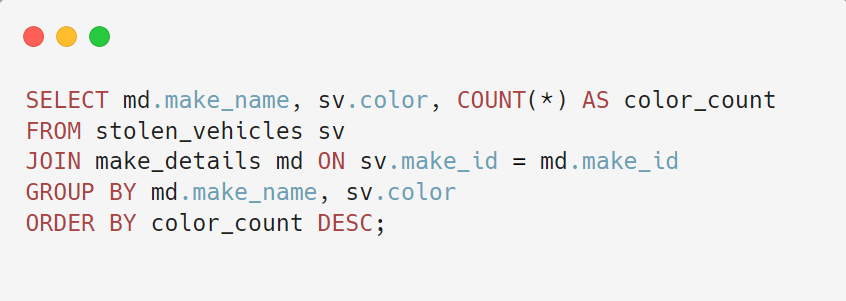 SELECT md.make_name, sv.color, COUNT(*) AS color_count
FROM stolen_vehicles sv
JOIN make_details md ON sv.make_id = md.make_id
GROUP BY md.make_name, sv.color
ORDER BY color_count DESC;